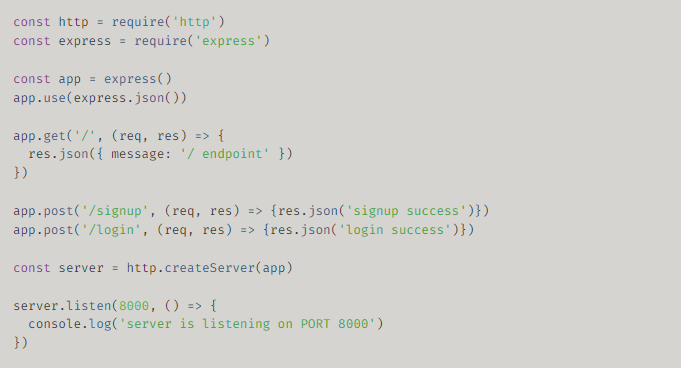 const http = require('http')
const express = require('express')
const app = express()
app.use(express.json())
app.get('/', (req, res) => {
  res.json({ message: '/ endpoint' })
})
app.post('/signup', (req, res) => {res.json('signup success')})
app.post('/login', (req, res) => {res.json('login success')})
const server = http.createServer(app)
server.listen(8000, () => {
  console.log('server is listening on PORT 8000')
})